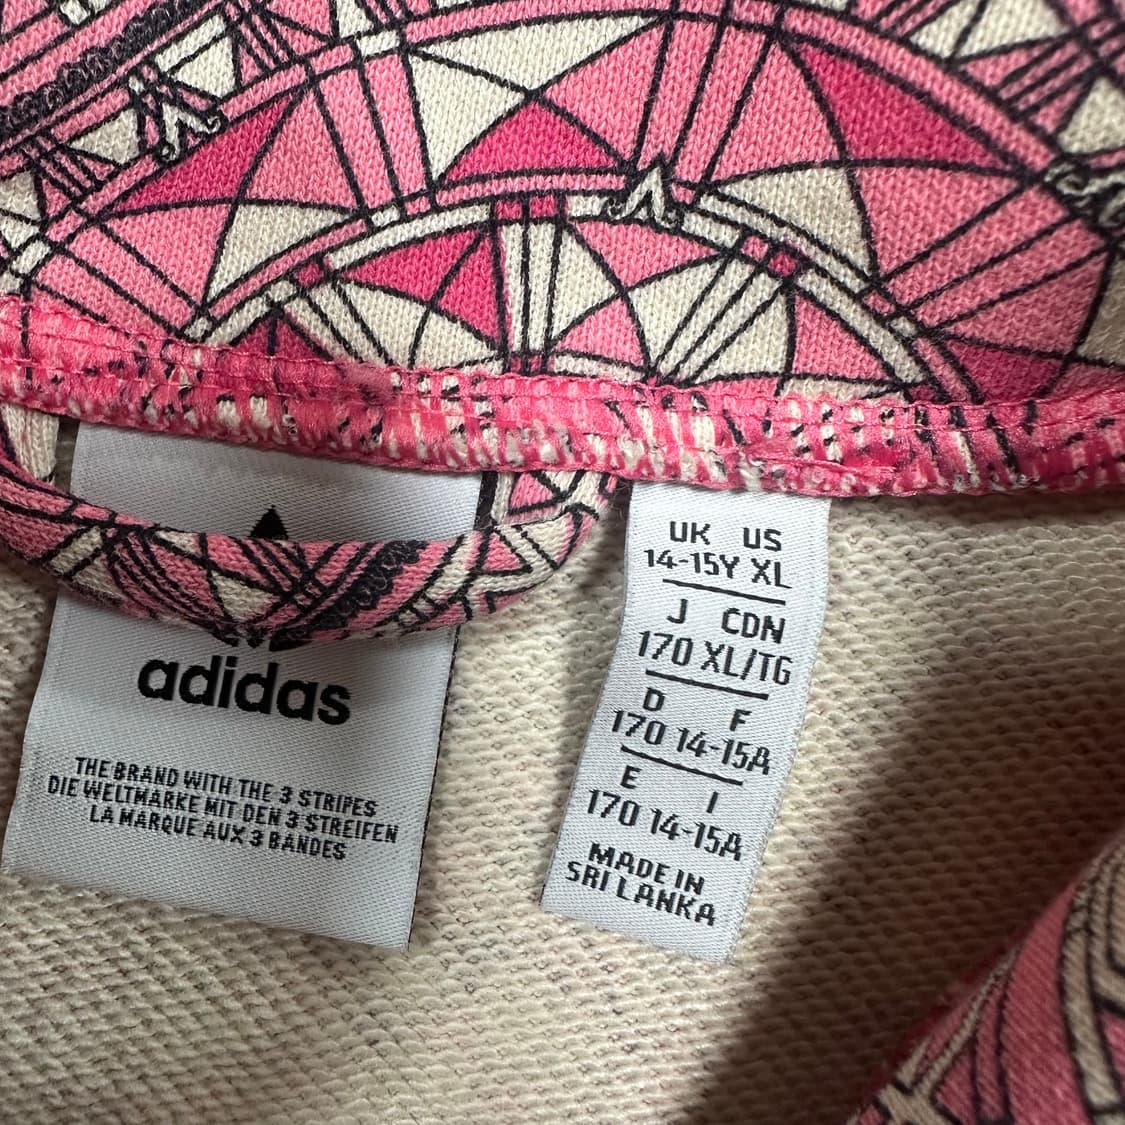 adidas
THE BRAND WITH THE 3 STRIPES
DIE WELTMARKE MIT DEN 3 STREIFEN
LA MARQUE AUX 3 BANDES
UK US
14-15Y XL
J CDN
170 XL/TG
D F
170 14-15A
E I
170 14-15A
MADE IN
SRI LANKA